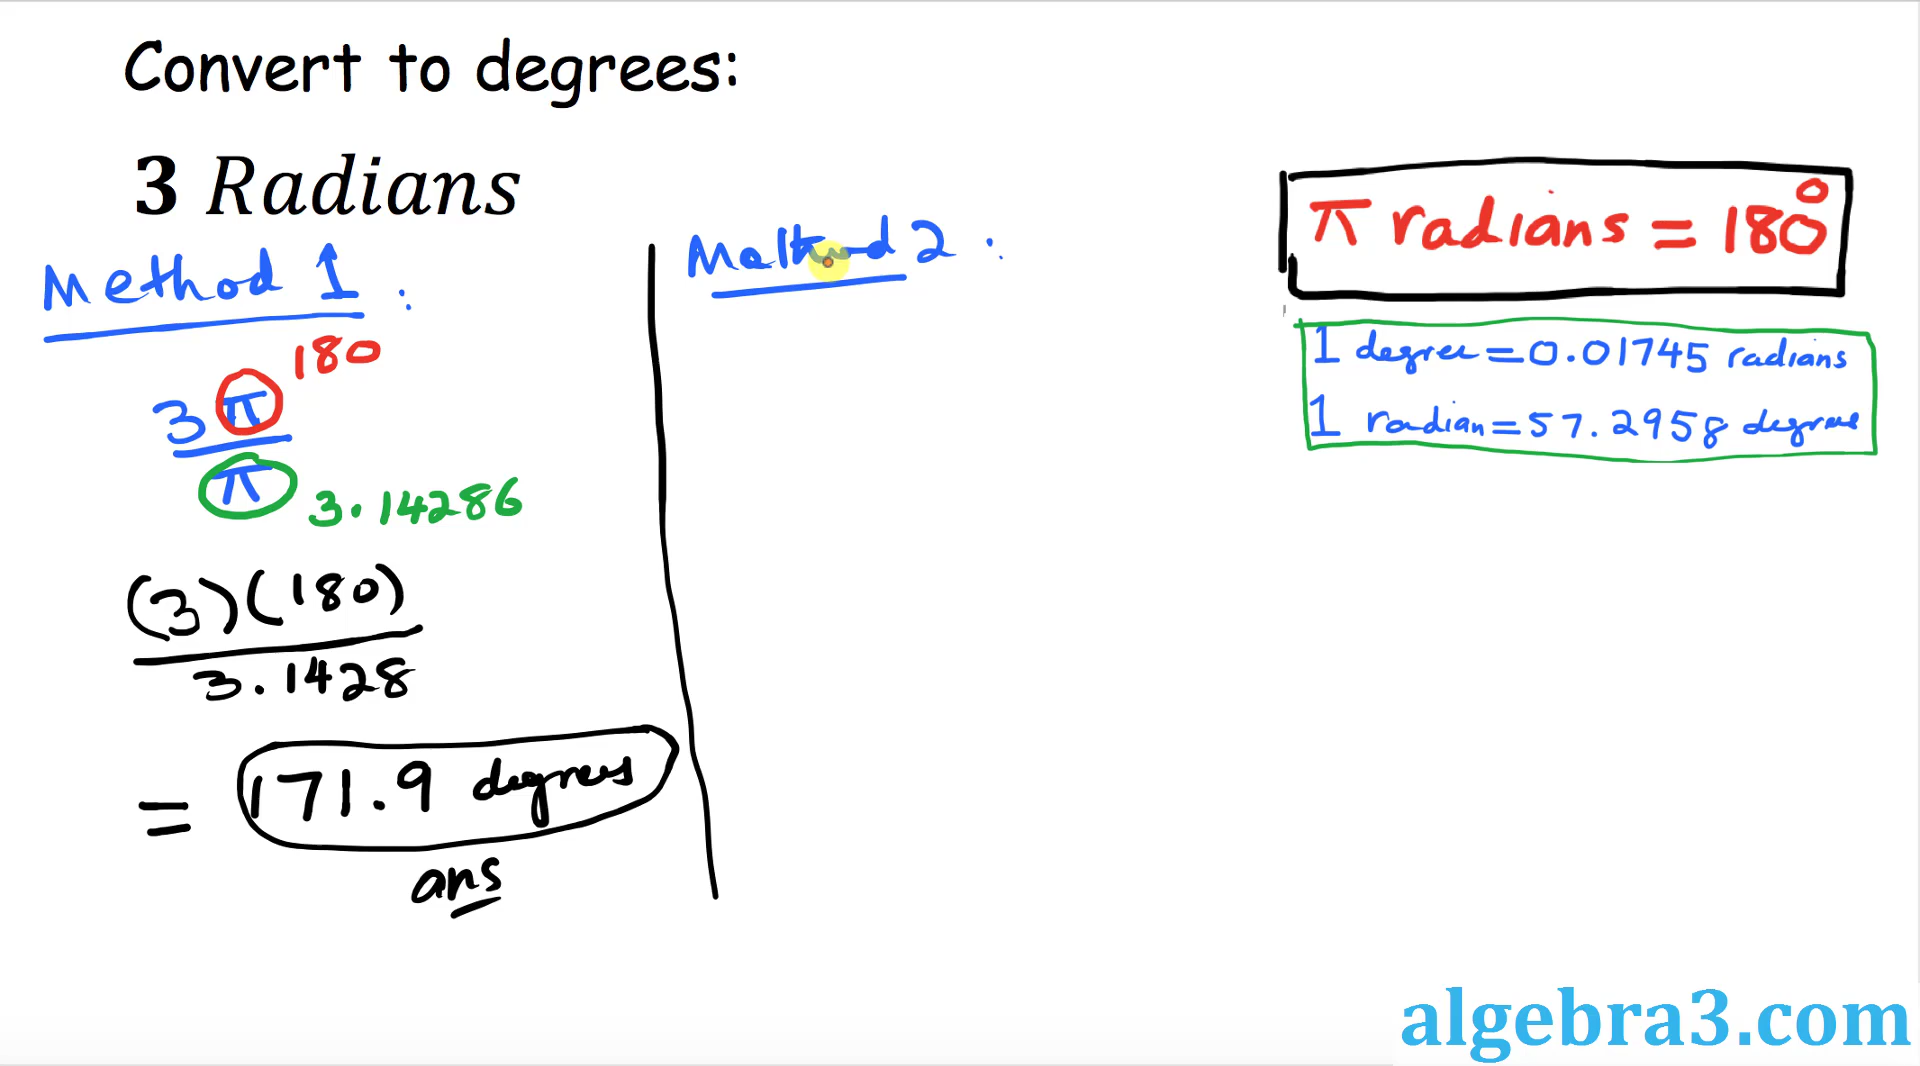 Convert to degrees:
3 Radians
Method 1 :
180
3 π
π
3.14286
(3)(180)
3.1428
= 171.9 degrees
ans
Method 2 :
π radians = 180°
1 degree = 0.01745 radians
1 radian = 57.2958 degrees
algebra3.com